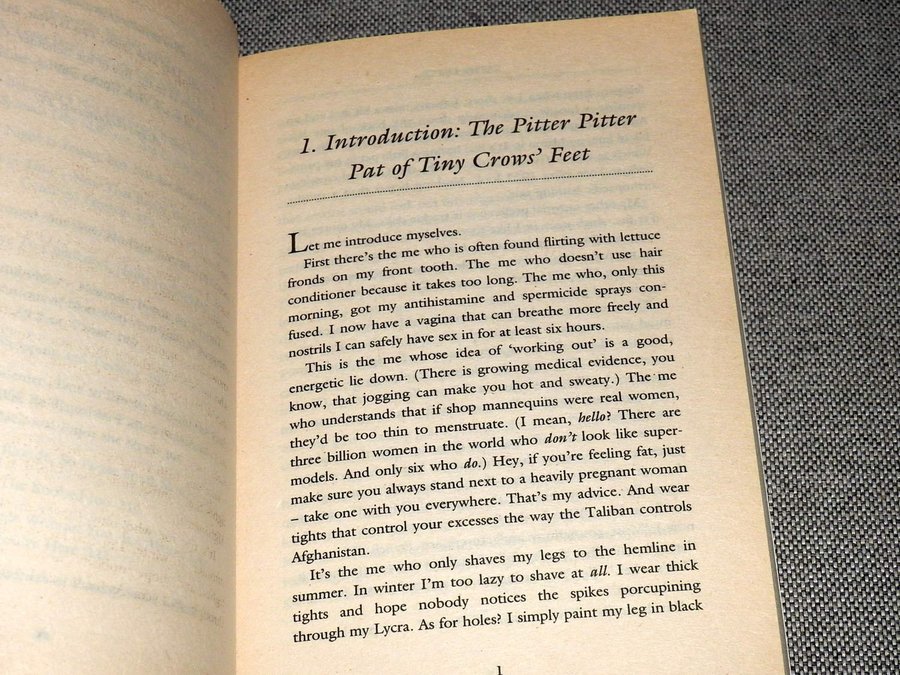 1. Introduction: The Pitter Pitter
Pat of Tiny Crows' Feet
Let me introduce myselves.
First there's the me who is often found flirting with lettuce
fronds on my front tooth. The me who doesn't use hair
conditioner because it takes too long. The me who, only this
morning, got my antihistamine and spermicide sprays con-
fused. I now have a vagina that can breathe more freely and
nostrils I can safely have sex in for at least six hours.
This is the me whose idea of 'working out' is a good,
energetic lie down. (There is growing medical evidence, you
know, that jogging can make you hot and sweaty.) The me
who understands that if shop mannequins were real women,
they'd be too thin to menstruate. (I mean, hello? There are
three billion women in the world who don't look like super-
models. And only six who do.) Hey, if you're feeling fat, just
make sure you always stand next to a heavily pregnant woman
– take one with you everywhere. That's my advice. And wear
tights that control your excesses the way the Taliban controls
Afghanistan.
It's the me who only shaves my legs to the hemline in
summer. In winter I'm too lazy to shave at all. I wear thick
tights and hope nobody notices the spikes porcupining
through my Lycra. As for holes? I simply paint my leg in black
1